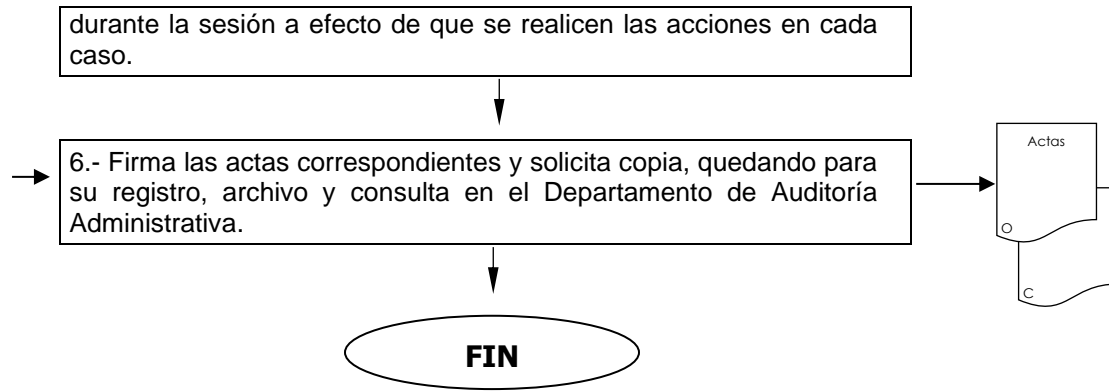 durante la sesión a efecto de que se realicen las acciones en cada
caso.
6.- Firma las actas correspondientes y solicita copia, quedando para
su registro, archivo y consulta en el Departamento de Auditoría
Administrativa.
Actas
O
C
FIN